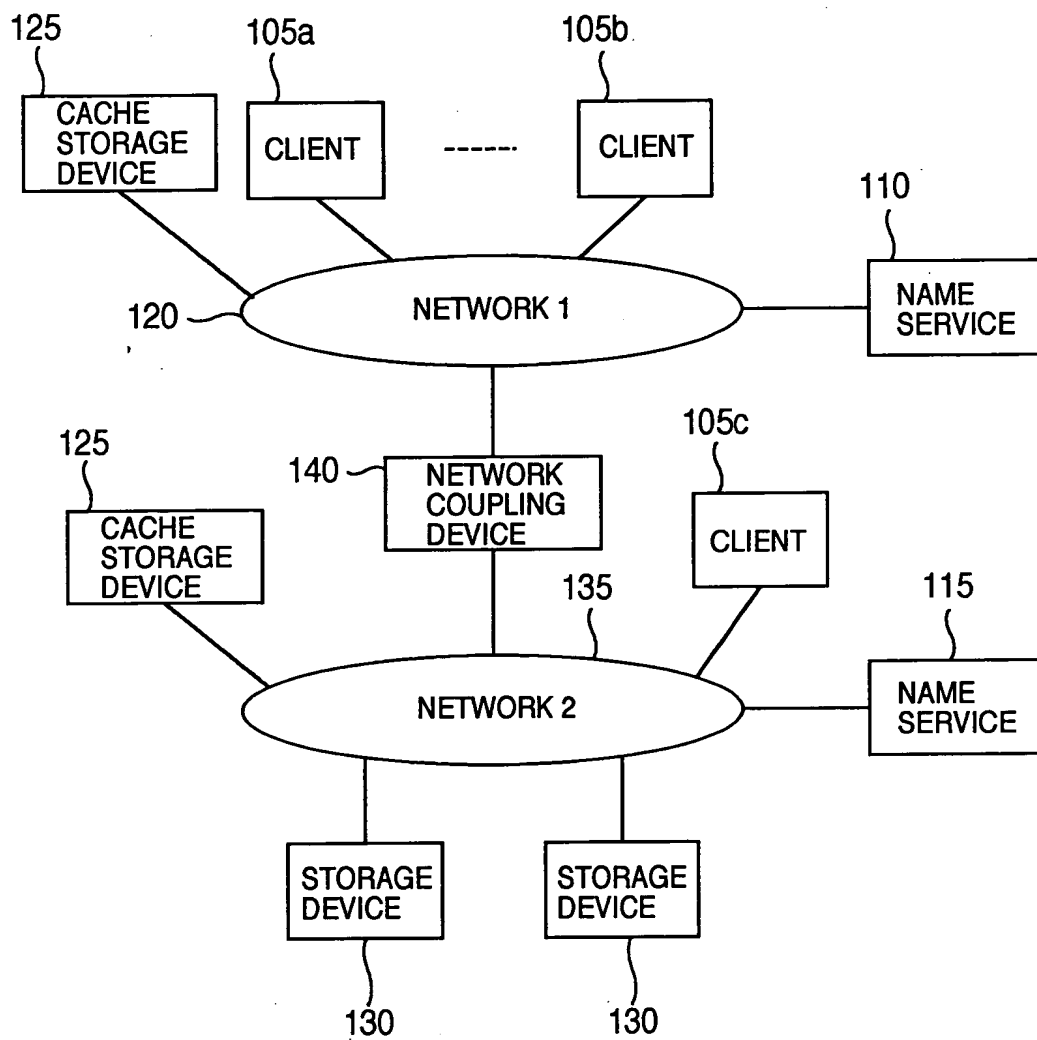 125
105a
105b
CACHE
STORAGE
DEVICE
CLIENT
CLIENT
110
NAME
SERVICE
NETWORK 1
120
125
140
NETWORK
COUPLING
DEVICE
105c
CACHE
STORAGE
DEVICE
CLIENT
135
115
NETWORK 2
NAME
SERVICE
STORAGE
DEVICE
STORAGE
DEVICE
130
130